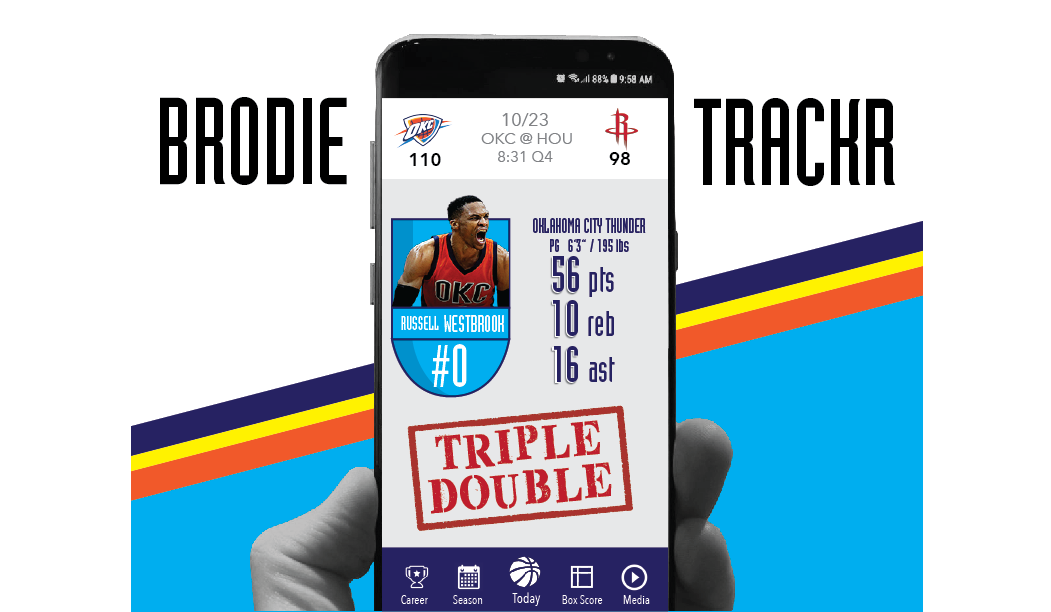 BRODIE
TRACKR
88% 9:58 AM
OKC
110
10/23
OKC @ HOU
8:31 Q4
R
98
OKLAHOMA CITY THUNDER
PG 6'3" / 195 lbs
56 pts
10 reb
16 ast
OKC
RUSSELL WESTBROOK
#0
TRIPLE
DOUBLE
Career
Season
Today
Box Score
Media